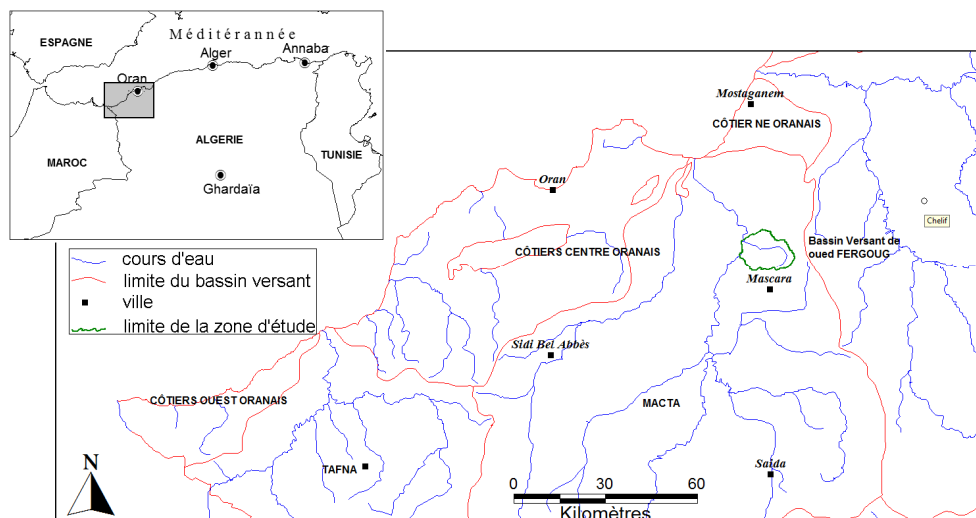 ESPAGNE
Méditérannée
Alger
Annaba
Oran
ALGERIE
MAROC
TUNISIE
Ghardaïa
cours d'eau
limite du bassin versant
ville
limite de la zone d'étude
Mostaganem
CÔTIER NE ORANAIS
Oran
Chelif
CÔTIERS CENTRE ORANAIS
Bassin Versant de
oued FERGOUG
Mascara
Sidi Bel Abbès
CÔTIERS OUEST ORANAIS
MACTA
TAFNA
Saïda
N
0 30 60
Kilomètres